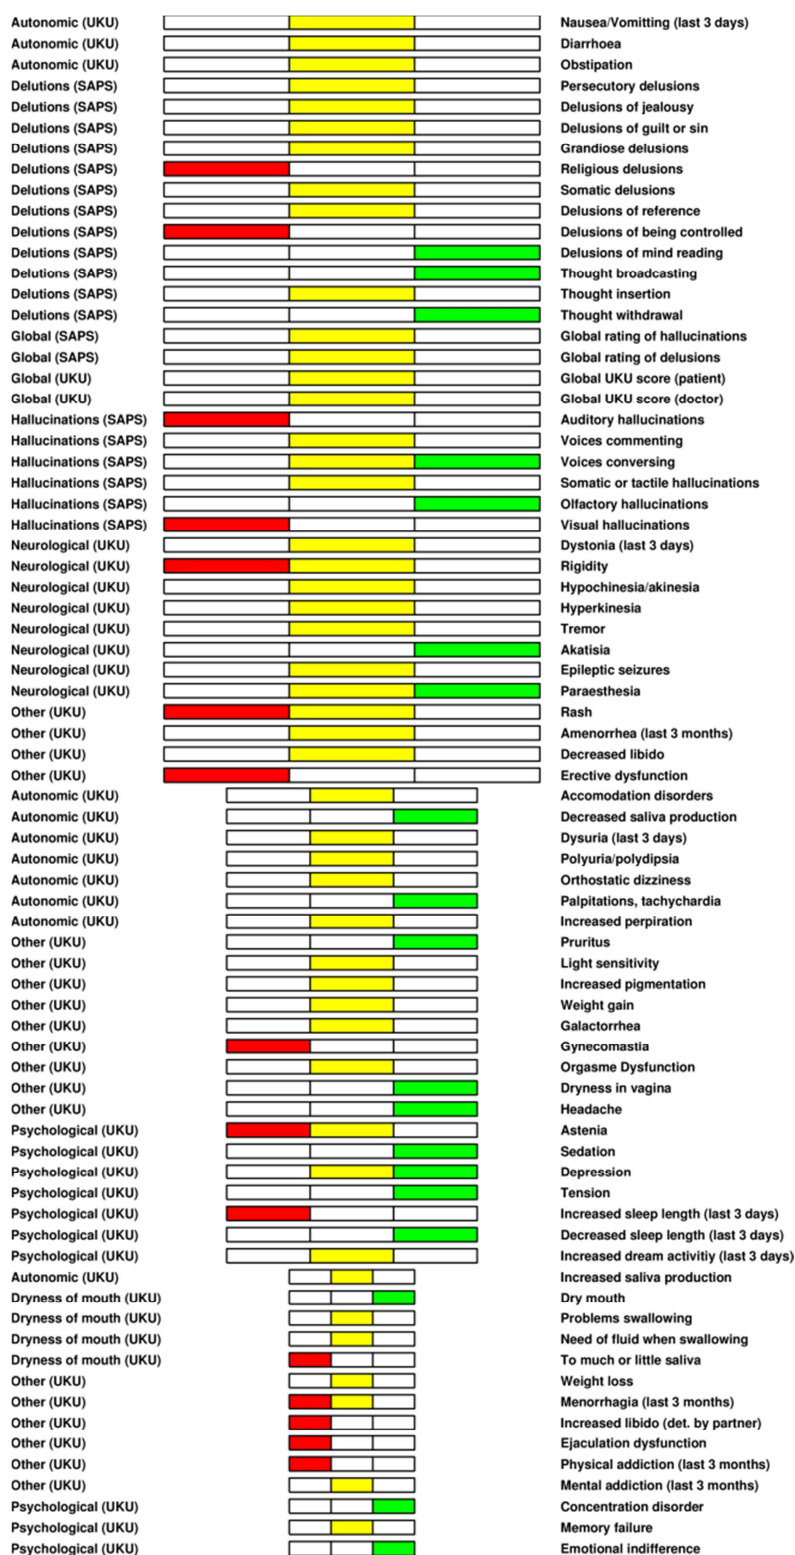 Autonomic (UKU) Nausea/Vomitting (last 3 days)
Autonomic (UKU) Diarrhoea
Autonomic (UKU) Obstipation
Delutions (SAPS) Persecutory delusions
Delutions (SAPS) Delusions of jealousy
Delutions (SAPS) Delusions of guilt or sin
Delutions (SAPS) Grandiose delusions
Delutions (SAPS) Religious delusions
Delutions (SAPS) Somatic delusions
Delutions (SAPS) Delusions of reference
Delutions (SAPS) Delusions of being controlled
Delutions (SAPS) Delusions of mind reading
Delutions (SAPS) Thought broadcasting
Delutions (SAPS) Thought insertion
Delutions (SAPS) Thought withdrawal
Global (SAPS) Global rating of hallucinations
Global (SAPS) Global rating of delusions
Global (UKU) Global UKU score (patient)
Global (UKU) Global UKU score (doctor)
Hallucinations (SAPS) Auditory hallucinations
Hallucinations (SAPS) Voices commenting
Hallucinations (SAPS) Voices conversing
Hallucinations (SAPS) Somatic or tactile hallucinations
Hallucinations (SAPS) Olfactory hallucinations
Hallucinations (SAPS) Visual hallucinations
Neurological (UKU) Dystonia (last 3 days)
Neurological (UKU) Rigidity
Neurological (UKU) Hypochinesia/akinesia
Neurological (UKU) Hyperkinesia
Neurological (UKU) Tremor
Neurological (UKU) Akatisia
Neurological (UKU) Epileptic seizures
Neurological (UKU) Paraesthesia
Other (UKU) Rash
Other (UKU) Amenorrhea (last 3 months)
Other (UKU) Decreased libido
Other (UKU) Erective dysfunction
Autonomic (UKU) Accomodation disorders
Autonomic (UKU) Decreased saliva production
Autonomic (UKU) Dysuria (last 3 days)
Autonomic (UKU) Polyuria/polydipsia
Autonomic (UKU) Orthostatic dizziness
Autonomic (UKU) Palpitations, tachychardia
Autonomic (UKU) Increased perpiration
Other (UKU) Pruritus
Other (UKU) Light sensitivity
Other (UKU) Increased pigmentation
Other (UKU) Weight gain
Other (UKU) Galactorrhea
Other (UKU) Gynecomastia
Other (UKU) Orgasme Dysfunction
Other (UKU) Dryness in vagina
Other (UKU) Headache
Psychological (UKU) Astenia
Psychological (UKU) Sedation
Psychological (UKU) Depression
Psychological (UKU) Tension
Psychological (UKU) Increased sleep length (last 3 days)
Psychological (UKU) Decreased sleep length (last 3 days)
Psychological (UKU) Increased dream activitiy (last 3 days)
Autonomic (UKU) Increased saliva production
Dryness of mouth (UKU) Dry mouth
Dryness of mouth (UKU) Problems swallowing
Dryness of mouth (UKU) Need of fluid when swallowing
Dryness of mouth (UKU) To much or little saliva
Other (UKU) Weight loss
Other (UKU) Menorrhagia (last 3 months)
Other (UKU) Increased libido (det. by partner)
Other (UKU) Ejaculation dysfunction
Other (UKU) Physical addiction (last 3 months)
Other (UKU) Mental addiction (last 3 months)
Psychological (UKU) Concentration disorder
Psychological (UKU) Memory failure
Psychological (UKU) Emotional indifference